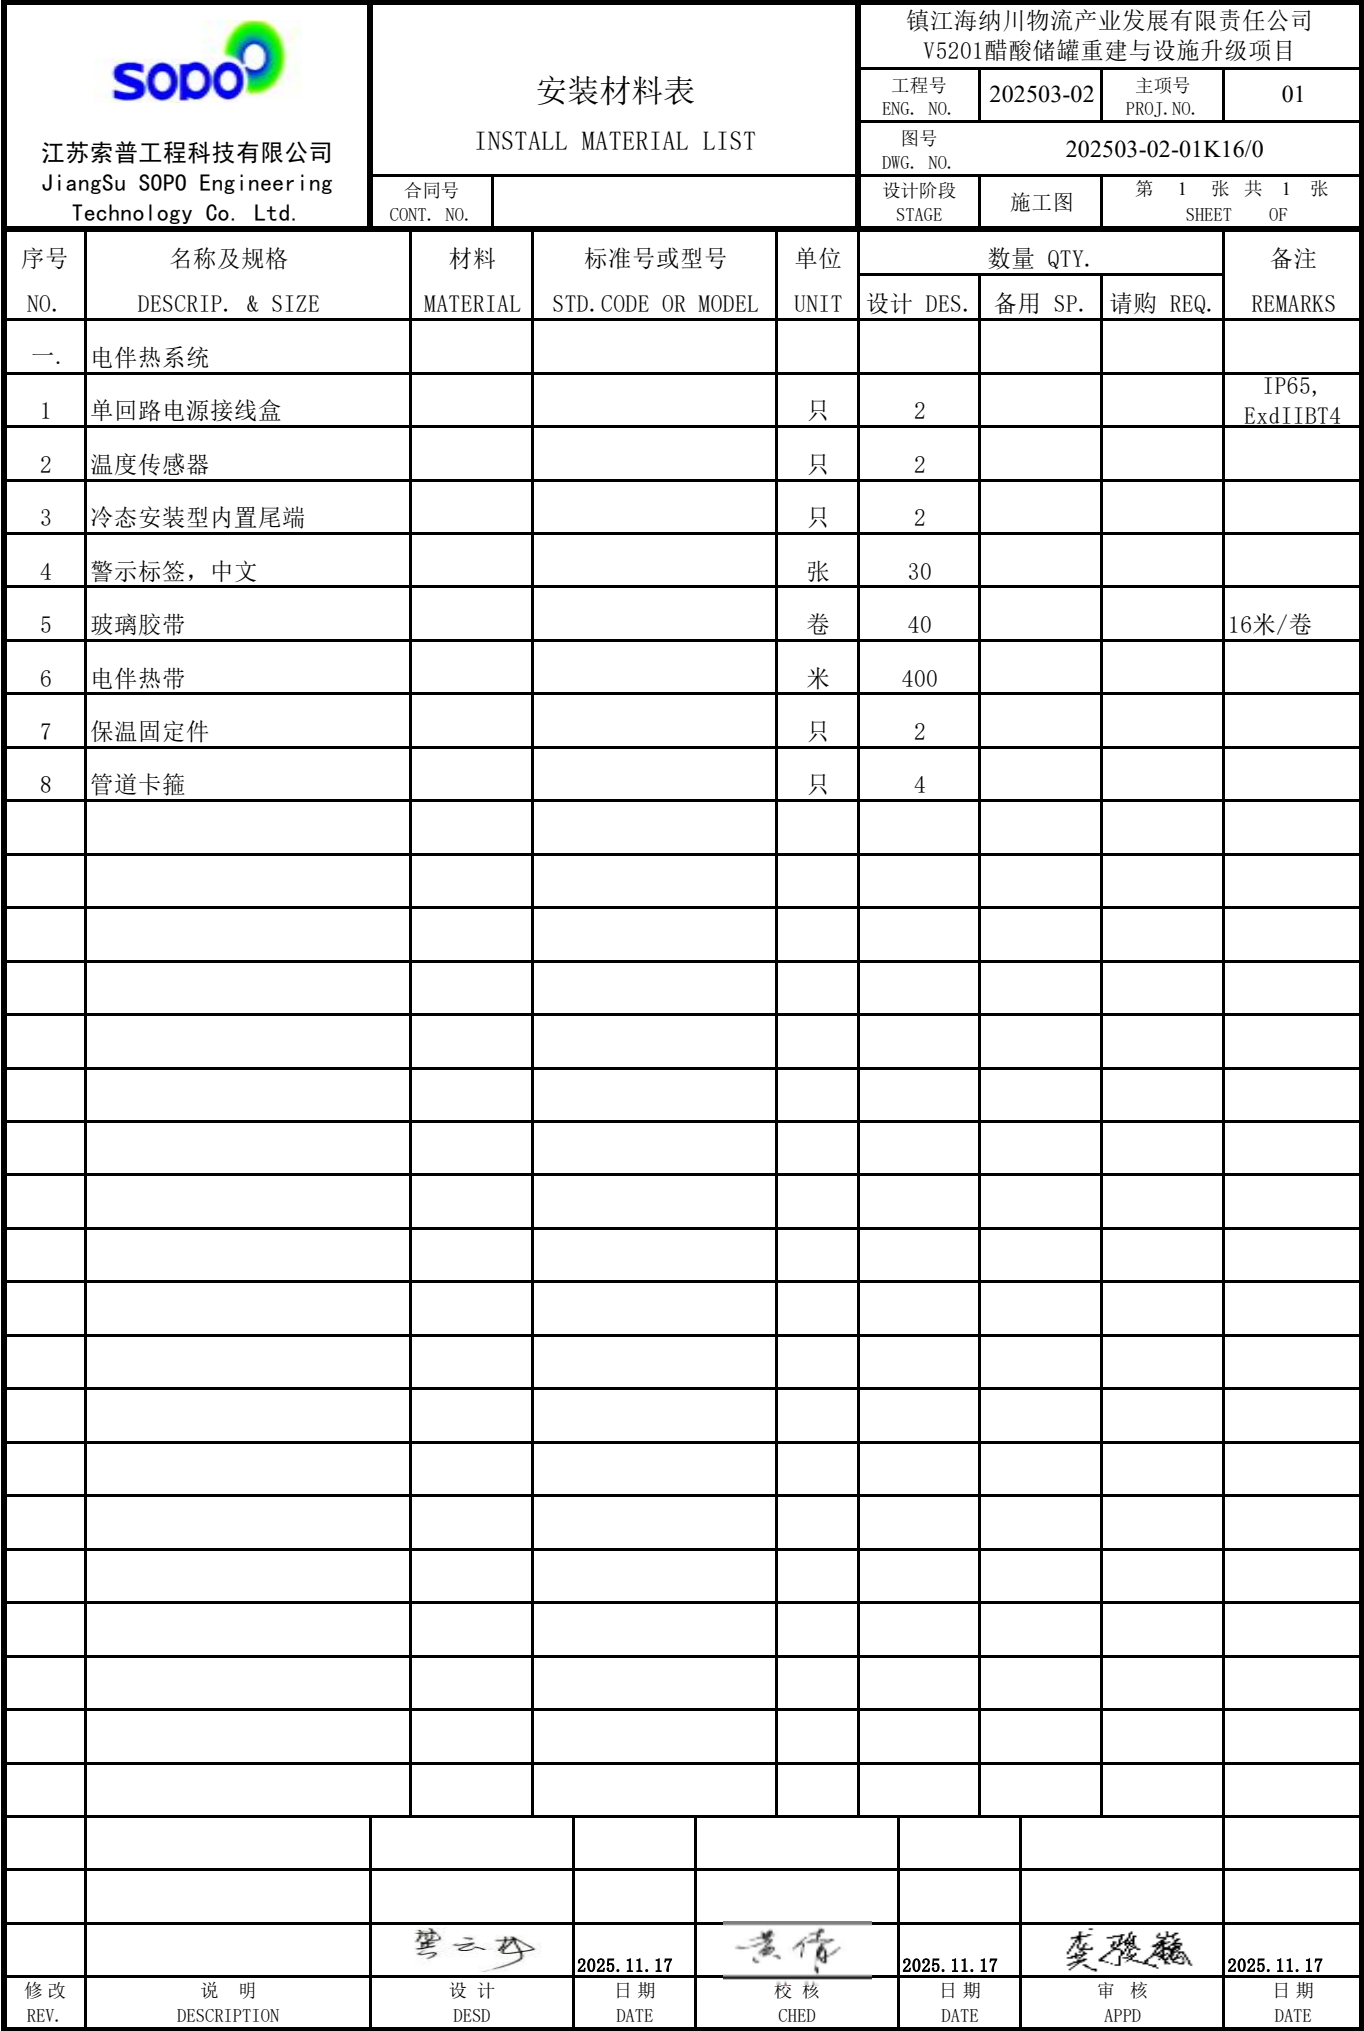 SOPO
江苏索普工程科技有限公司
JiangSu SOPO Engineering
Technology Co. Ltd.
安装材料表
INSTALL MATERIAL LIST
合同号
CONT. NO.
镇江海纳川物流产业发展有限责任公司
V5201醋酸储罐重建与设施升级项目
工程号
ENG. NO.
202503-02
主项号
PROJ.NO.
01
图号
DWG. NO.
202503-02-01K16/0
设计阶段
STAGE
施工图
第 1 张 共 1 张
SHEET OF
序号 名称及规格 材料 标准号或型号 单位 数量 QTY. 备注
NO. DESCRIP. & SIZE MATERIAL STD.CODE OR MODEL UNIT 设计 DES. 备用 SP. 请购 REQ. REMARKS
一. 电伴热系统
1 单回路电源接线盒 只 2 IP65,
ExdIIBT4
2 温度传感器 只 2
3 冷态安装型内置尾端 只 2
4 警示标签，中文 张 30
5 玻璃胶带 卷 40 16米/卷
6 电伴热带 米 400
7 保温固定件 只 2
8 管道卡箍 只 4
2025.11.17 黄倩 2025.11.17 2025.11.17
修改 说 明 设 计 日 期 校 核 日 期 审 核 日 期
REV. DESCRIPTION DESD DATE CHED DATE APPD DATE